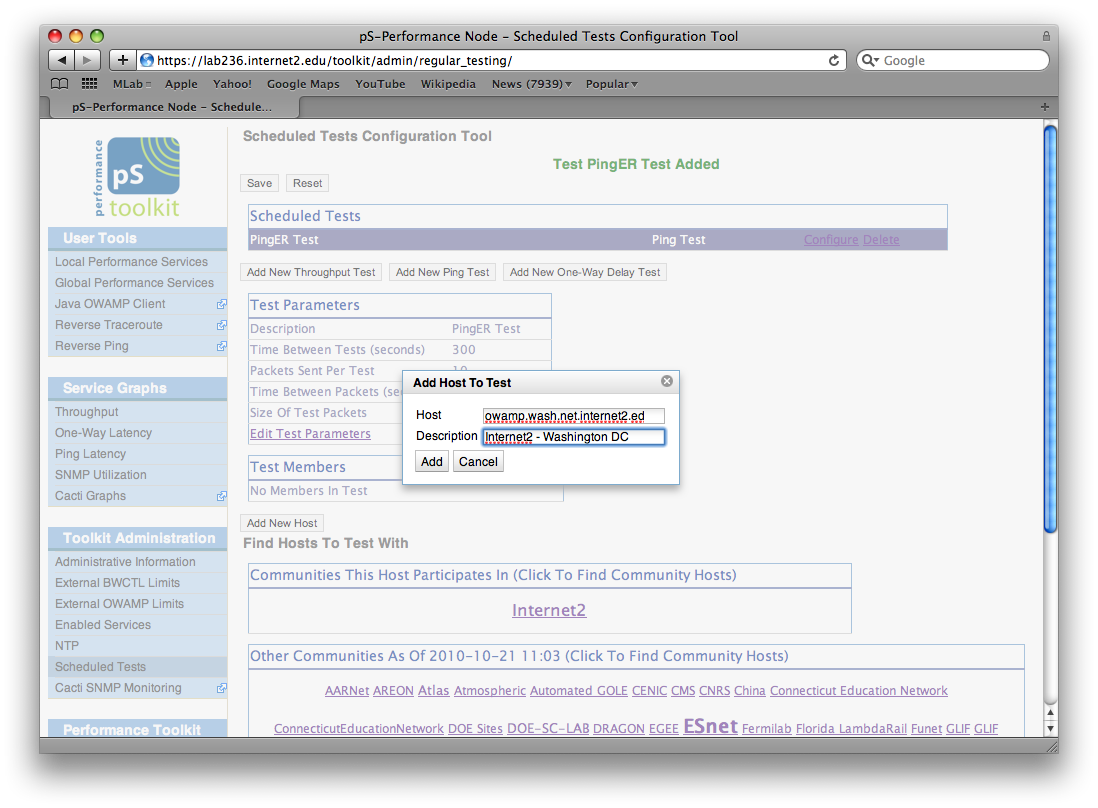 pS-Performance Node - Scheduled Tests Configuration Tool
https://lab236.internet2.edu/toolkit/admin/regular_testing/
Google
MLab Apple Yahoo! Google Maps YouTube Wikipedia News (7939) Popular
pS-Performance Node - Schedule...
performance
pS
toolkit
User Tools
Local Performance Services
Global Performance Services
Java OWAMP Client
Reverse Traceroute
Reverse Ping
Service Graphs
Throughput
One-Way Latency
Ping Latency
SNMP Utilization
Cacti Graphs
Toolkit Administration
Administrative Information
External BWCTL Limits
External OWAMP Limits
Enabled Services
NTP
Scheduled Tests
Cacti SNMP Monitoring
Performance Toolkit
Scheduled Tests Configuration Tool
Test PingER Test Added
Save Reset
Scheduled Tests
PingER Test Ping Test Configure Delete
Add New Throughput Test Add New Ping Test Add New One-Way Delay Test
Test Parameters
Description PingER Test
Time Between Tests (seconds) 300
Packets Sent Per Test 10
Time Between Packets (sec
Size Of Test Packets
Edit Test Parameters
Add Host To Test
Host owamp.wash.net.internet2.ed
Description Internet2 - Washington DC
Add Cancel
Test Members
No Members In Test
Add New Host
Find Hosts To Test With
Communities This Host Participates In (Click To Find Community Hosts)
Internet2
Other Communities As Of 2010-10-21 11:03 (Click To Find Community Hosts)
AARNet AREON Atlas Atmospheric Automated GOLE CENIC CMS CNRS China Connecticut Education Network
ConnecticutEducationNetwork DOE Sites DOE-SC-LAB DRAGON EGEE ESnet Fermilab Florida LambdaRail Funet GLIF GLIF